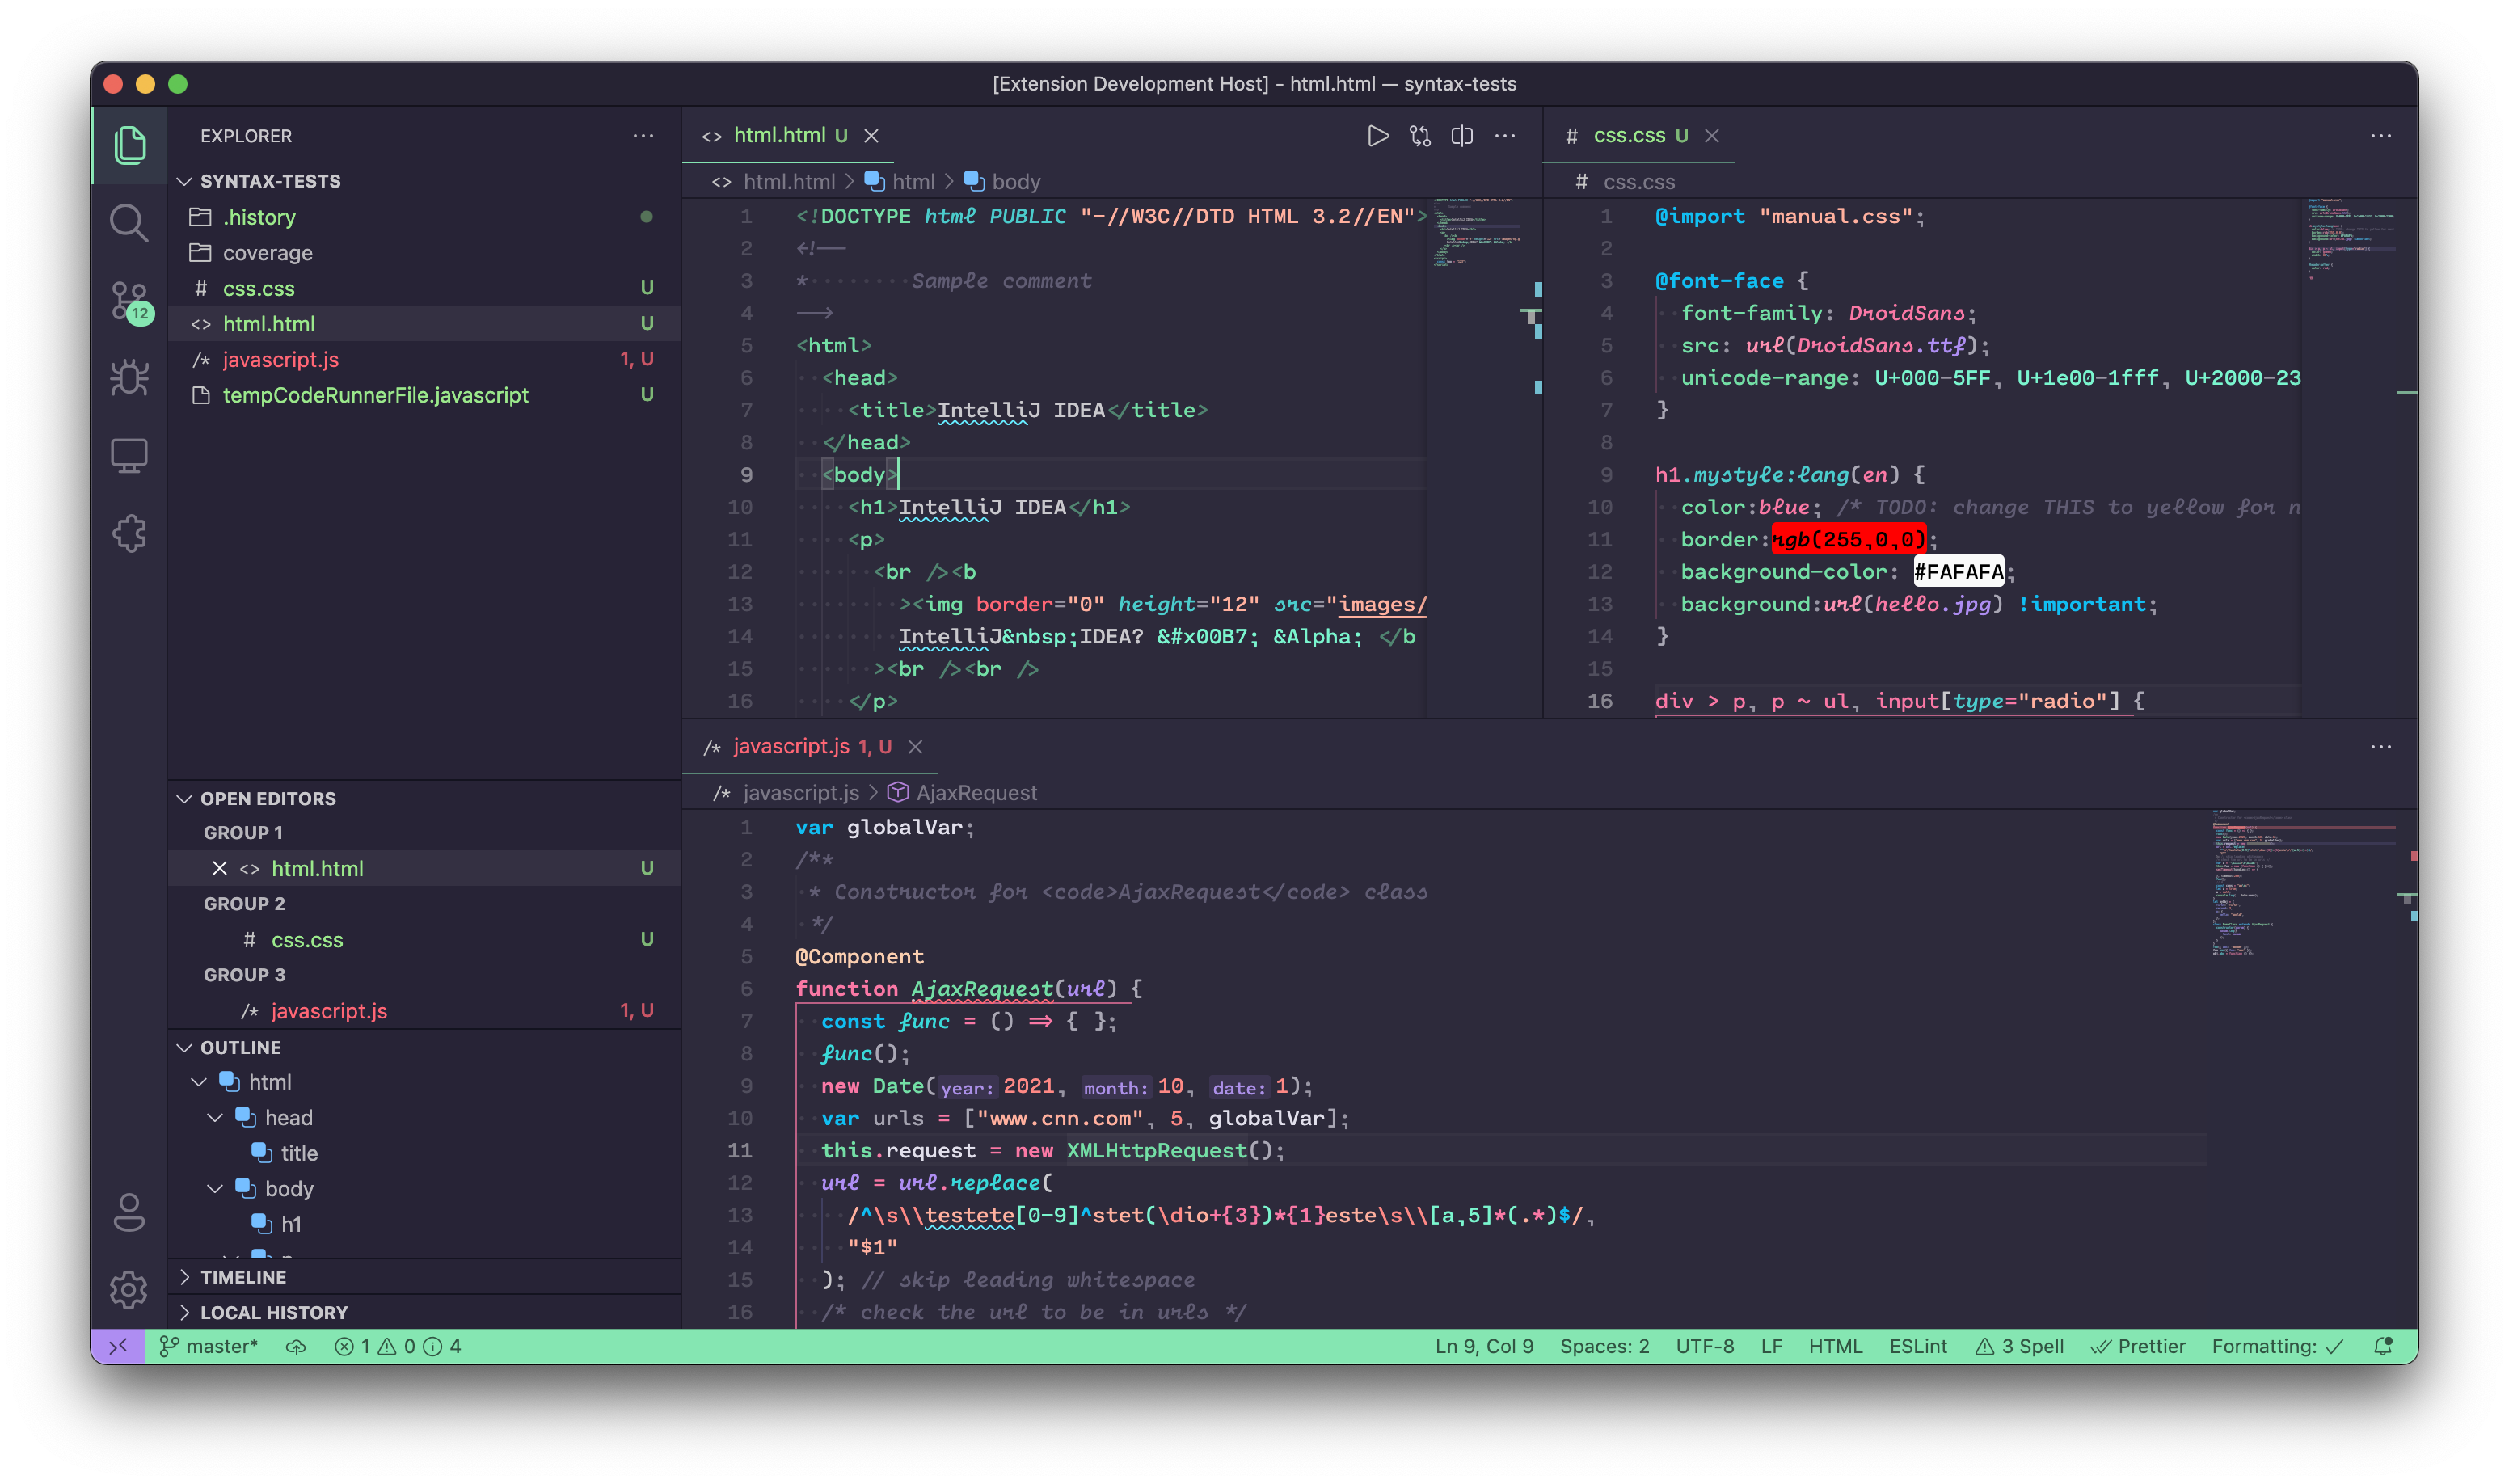 [Extension Development Host] - html.html — syntax-tests
EXPLORER
SYNTAX-TESTS
.history
coverage
# css.css U
<> html.html U
/* javascript.js 1, U
tempCodeRunnerFile.javascript U
12
OPEN EDITORS
GROUP 1
<> html.html U
GROUP 2
# css.css U
GROUP 3
/* javascript.js 1, U
OUTLINE
html
head
title
body
h1
TIMELINE
LOCAL HISTORY
<> html.html U
<> html.html > html > body
1 <!DOCTYPE html PUBLIC "-//W3C//DTD HTML 3.2//EN">
2 <!--
3 * Sample comment
4 -->
5 <html>
6 <head>
7 <title>IntelliJ IDEA</title>
8 </head>
9 <body>
10 <h1>IntelliJ IDEA</h1>
11 <p>
12 <br /><b
13 ><img border="0" height="12" src="images/
14 IntelliJ&nbsp;IDEA? &#x00B7; &Alpha; </b
15 ><br /><br />
16 </p>
# css.css U
# css.css
1 @import "manual.css";
2
3 @font-face {
4 font-family: DroidSans;
5 src: url(DroidSans.ttf);
6 unicode-range: U+000-5FF, U+1e00-1fff, U+2000-23
7 }
8
9 h1.mystyle:lang(en) {
10 color:blue; /* TODO: change THIS to yellow for n
11 border:rgb(255,0,0);
12 background-color: #FAFAFA;
13 background:url(hello.jpg) !important;
14 }
15
16 div > p, p ~ ul, input[type="radio"] {
/* javascript.js 1, U
/* javascript.js > AjaxRequest
1 var globalVar;
2 /**
3 * Constructor for <code>AjaxRequest</code> class
4 */
5 @Component
6 function AjaxRequest(url) {
7 const func = () => { };
8 func();
9 new Date(year: 2021, month: 10, date: 1);
10 var urls = ["www.cnn.com", 5, globalVar];
11 this.request = new XMLHttpRequest();
12 url = url.replace(
13 /^\s\\testete[0-9]^stet(\dio+{3})*{1}este\s\\[a,5]*(.*)$/,
14 "$1"
15 ); // skip leading whitespace
16 /* check the url to be in urls */
master* 1 0 4 Ln 9, Col 9 Spaces: 2 UTF-8 LF HTML ESLint 3 Spell Prettier Formatting: ✓